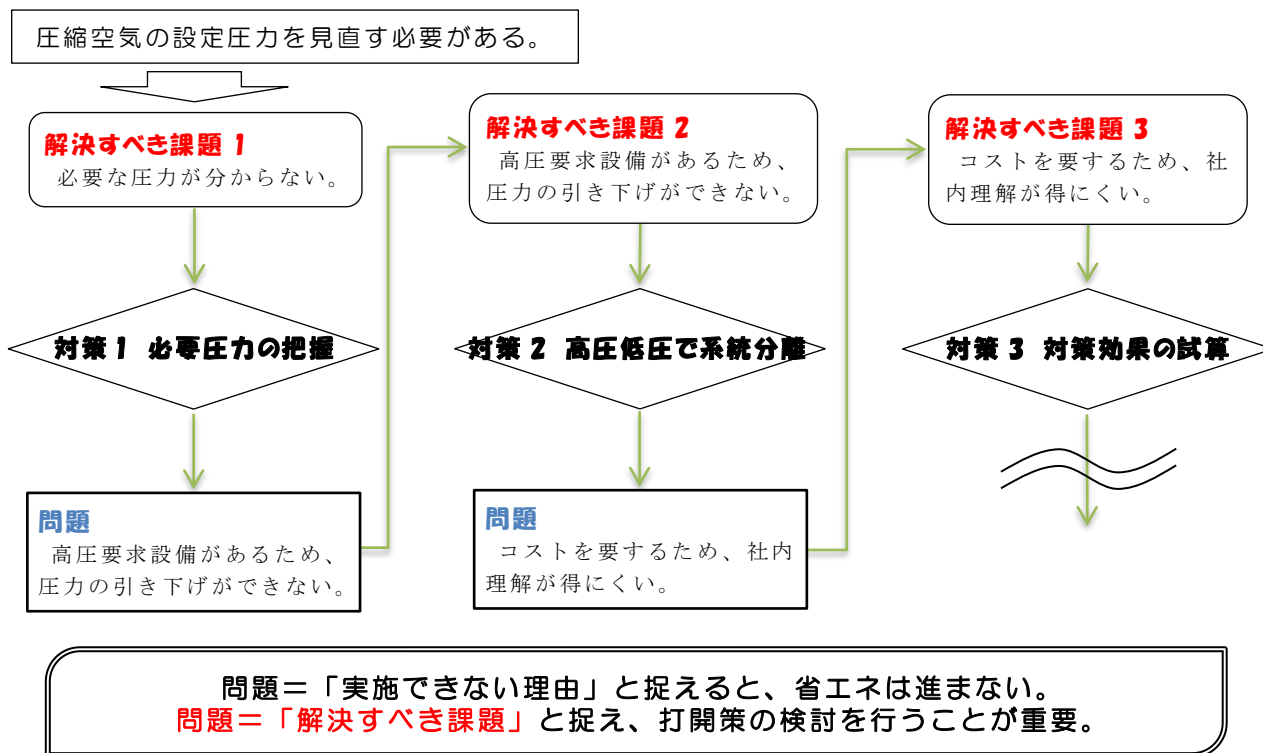 圧縮空気の設定圧力を見直す必要がある。
解決すべき課題 1
必要な圧力が分からない。
対策 1 必要圧力の把握
問題
高圧要求設備があるため、
圧力の引き下げができない。
解決すべき課題 2
高圧要求設備があるため、
圧力の引き下げができない。
対策 2 高圧低圧で系統分離
問題
コストを要するため、社内
理解が得にくい。
解決すべき課題 3
コストを要するため、社
内理解が得にくい。
対策 3 対策効果の試算
問題＝「実施できない理由」と捉えると、省エネは進まない。
問題＝「解決すべき課題」と捉え、打開策の検討を行うことが重要。